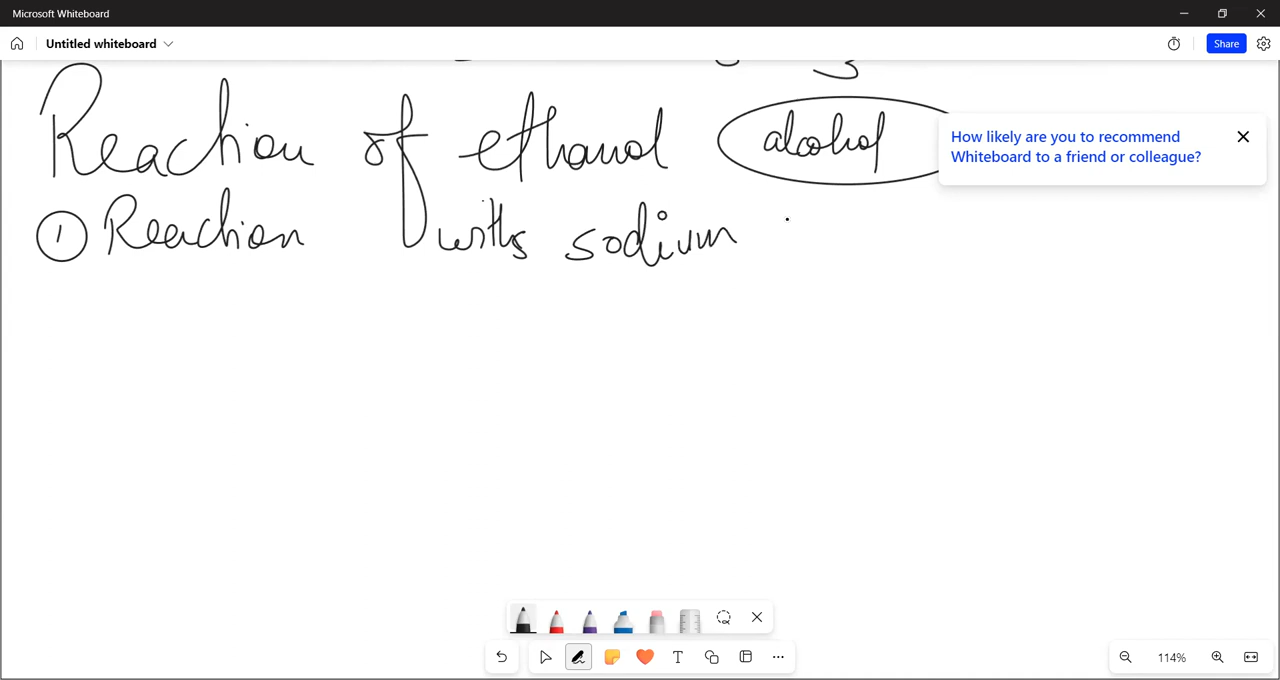 Microsoft Whiteboard
Untitled whiteboard
Share
Reaction of ethanol alcohol
How likely are you to recommend
Whiteboard to a friend or colleague?
1 Reaction with sodium
T
114%